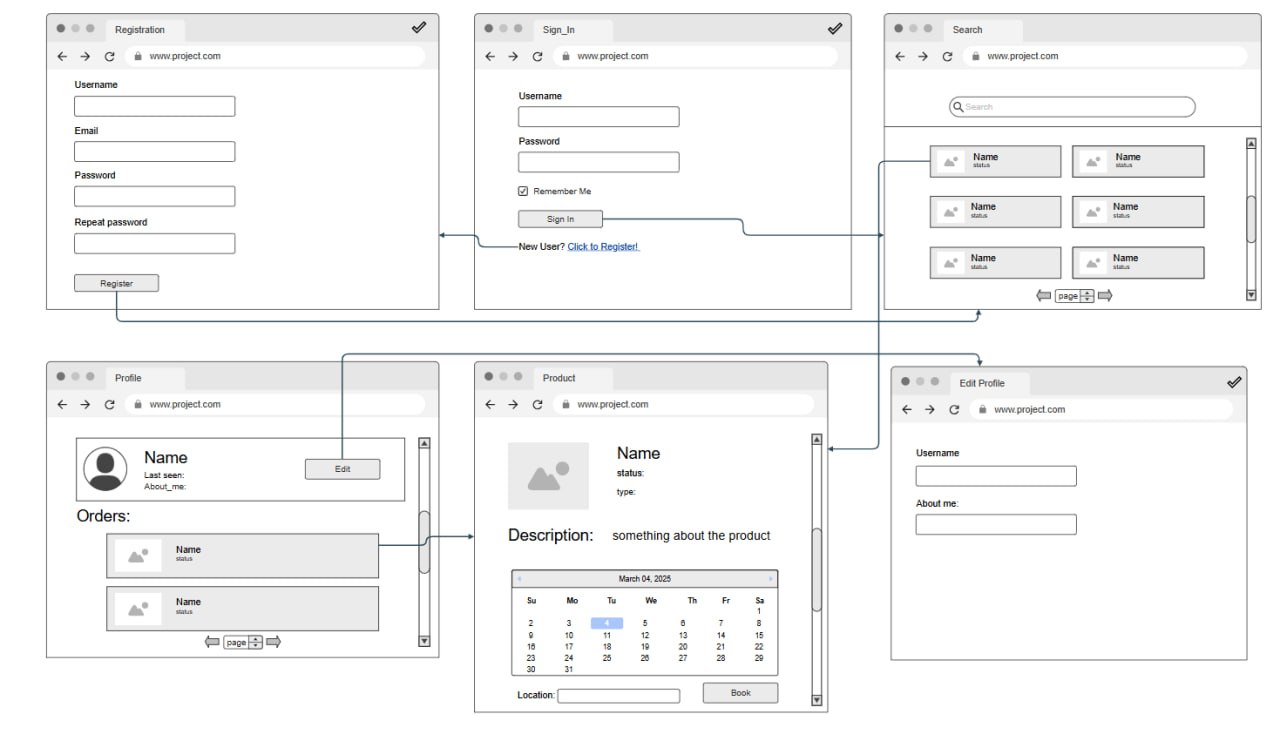 Registration
www.project.com
Username
Email
Password
Repeat password
Register
Sign_In
www.project.com
Username
Password
Remember Me
Sign In
New User? Click to Register!
Search
www.project.com
Search
Name
status
Name
status
Name
status
Name
status
Name
status
Name
status
page
Profile
www.project.com
Name
Last seen:
About_me:
Edit
Orders:
Name
status
Name
status
page
Product
www.project.com
Name
status:
type:
Description: something about the product
March 04, 2025
Su Mo Tu We Th Fr Sa
1
2 3 4 5 6 7 8
9 10 11 12 13 14 15
16 17 18 19 20 21 22
23 24 25 26 27 28 29
30 31
Location:
Book
Edit Profile
www.project.com
Username
About me: